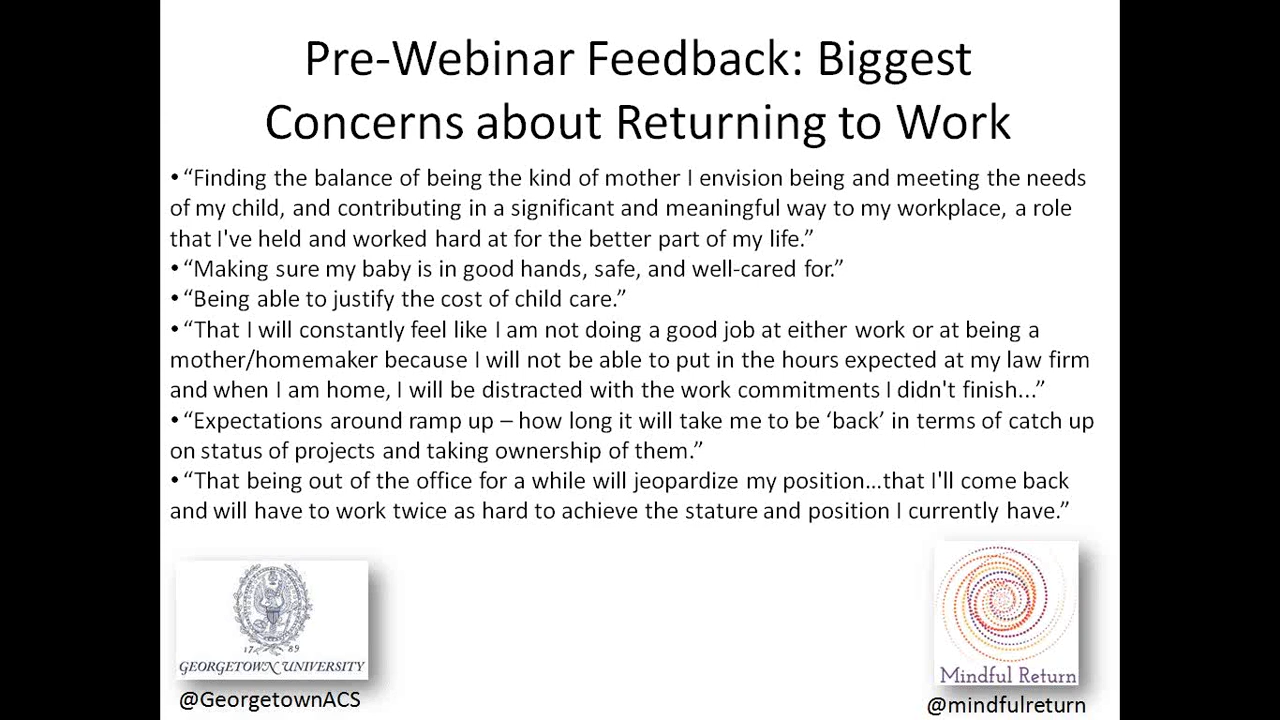 Pre-Webinar Feedback: Biggest
Concerns about Returning to Work
•“Finding the balance of being the kind of mother I envision being and meeting the needs
of my child, and contributing in a significant and meaningful way to my workplace, a role
that I've held and worked hard at for the better part of my life.”
•“Making sure my baby is in good hands, safe, and well-cared for.”
•“Being able to justify the cost of child care.”
•“That I will constantly feel like I am not doing a good job at either work or at being a
mother/homemaker because I will not be able to put in the hours expected at my law firm
and when I am home, I will be distracted with the work commitments I didn't finish…”
•“Expectations around ramp up – how long it will take me to be ‘back’ in terms of catch up
on status of projects and taking ownership of them.”
•“That being out of the office for a while will jeopardize my position…that I'll come back
and will have to work twice as hard to achieve the stature and position I currently have.”
17 89
GEORGETOWN UNIVERSITY
@GeorgetownACS
Mindful Return
@mindfulreturn